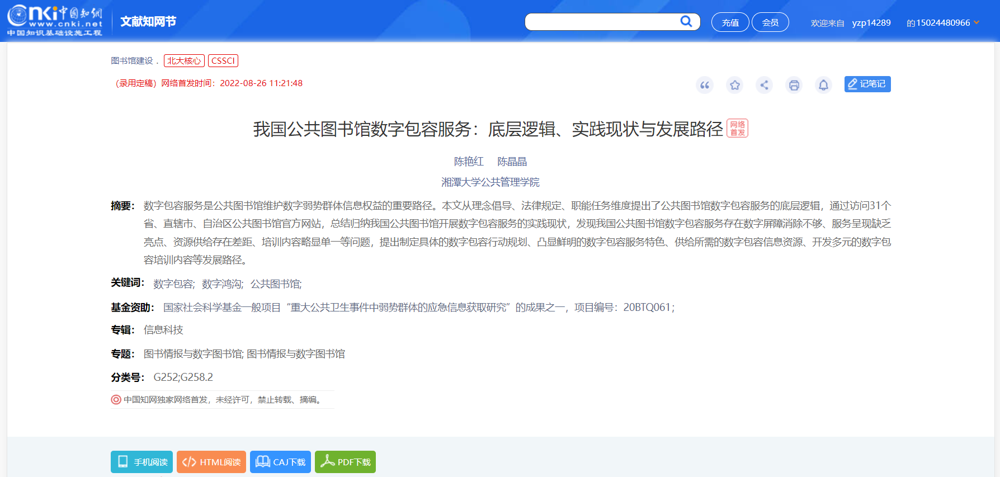 cnki中国知网
www.cnki.net
中国知识基础设施工程
文献知网节
充值
会员
欢迎来自 yzp14289 的15024480966
图书馆建设 . 北大核心 CSSCI
（录用定稿）网络首发时间：2022-08-26 11:21:48
记笔记
我国公共图书馆数字包容服务：底层逻辑、实践现状与发展路径 网络首发
陈艳红 陈晶晶
湘潭大学公共管理学院
摘要： 数字包容服务是公共图书馆维护数字弱势群体信息权益的重要路径。本文从理念倡导、法律规定、职能任务维度提出了公共图书馆数字包容服务的底层逻辑，通过访问31个
省、直辖市、自治区公共图书馆官方网站，总结归纳我国公共图书馆开展数字包容服务的实践现状，发现我国公共图书馆数字包容服务存在数字屏障消除不够、服务呈现缺乏
亮点、资源供给存在差距、培训内容略显单一等问题，提出制定具体的数字包容行动规划、凸显鲜明的数字包容服务特色、供给所需的数字包容信息资源、开发多元的数字包
容培训内容等发展路径。
关键词： 数字包容; 数字鸿沟; 公共图书馆;
基金资助： 国家社会科学基金一般项目“重大公共卫生事件中弱势群体的应急信息获取研究”的成果之一，项目编号：20BTQ061；
专辑： 信息科技
专题： 图书情报与数字图书馆; 图书情报与数字图书馆
分类号： G252;G258.2
中国知网独家网络首发，未经许可，禁止转载、摘编。
手机阅读
HTML阅读
CAJ下载
PDF下载